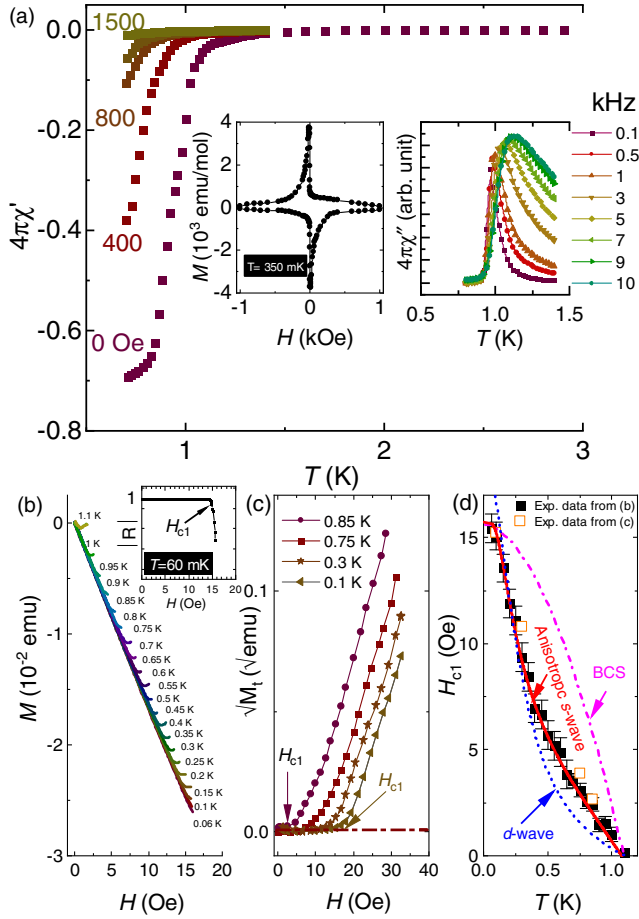 (a)
0.0
-0.2
-0.4
-0.6
-0.8
4πχ'
1500
800
400
0 Oe
1
2
3
T (K)
4
2
0
-2
-4
M (10³ emu/mol)
T= 350 mK
-1
0
1
H (kOe)
4πχ″ (arb. unit)
0.5
1.0
1.5
T (K)
kHz
0.1
0.5
1
3
5
7
9
10
(b)
0
-1
-2
-3
M (10⁻² emu)
1.1 K
1 K
0.95 K
0.9 K
0.85 K
0.8 K
0.75 K
0.7 K
0.65 K
0.6 K
0.55 K
0.5 K
0.45 K
0.4 K
0.35 K
0.3 K
0.25 K
0.2 K
0.15 K
0.1 K
0.06 K
0
5
10
15
20
H (Oe)
1
|R|
Hc1
T=60 mK
0
5
10
15
20
H (Oe)
(c)
0.1
0.0
√Mt (√emu)
0.85 K
0.75 K
0.3 K
0.1 K
Hc1
Hc1
0
10
20
30
40
H (Oe)
(d)
Exp. data from (b)
Exp. data from (c)
15
10
5
0
Hc1 (Oe)
Anisotropc s-wave
BCS
d-wave
0.0
0.5
1.0
T (K)